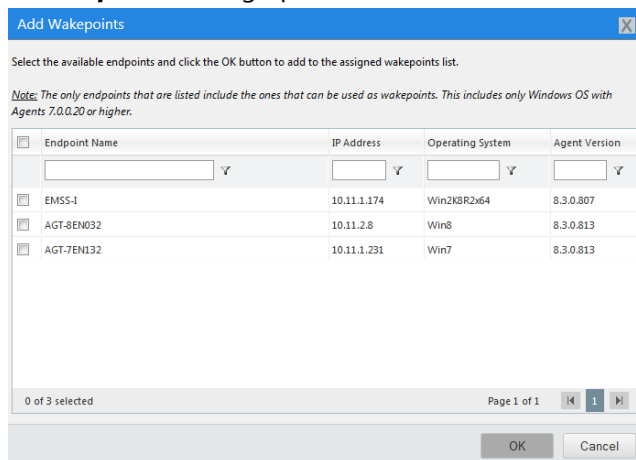 Add Wakepoints
X
Select the available endpoints and click the OK button to add to the assigned wakepoints list.
Note: The only endpoints that are listed include the ones that can be used as wakepoints. This includes only Windows OS with
Agents 7.0.0.20 or higher.
Endpoint Name IP Address Operating System Agent Version
EMSS-I 10.11.1.174 Win2K8R2x64 8.3.0.807
AGT-8EN032 10.11.2.8 Win8 8.3.0.813
AGT-7EN132 10.11.1.231 Win7 8.3.0.813
0 of 3 selected Page 1 of 1 1
OK Cancel